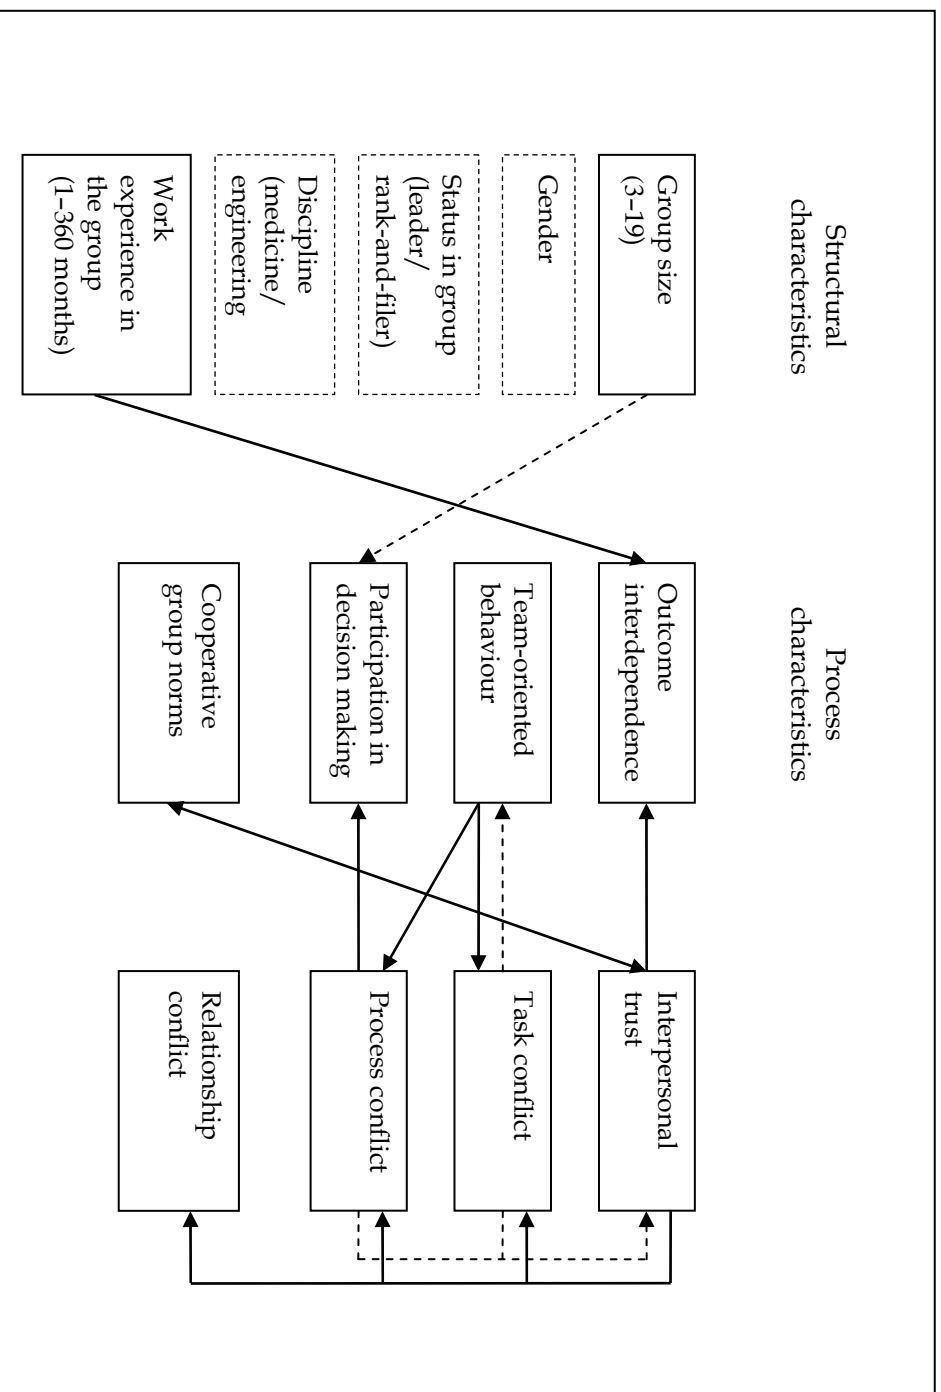 Structural
characteristics
Process
characteristics
Group size
(3–19)
Gender
Status in group
(leader/
rank-and-filer)
Discipline
(medicine/
engineering
Work
experience in
the group
(1–360 months)
Outcome
interdependence
Team-oriented
behaviour
Participation in
decision making
Cooperative
group norms
Interpersonal
trust
Task conflict
Process conflict
Relationship
conflict